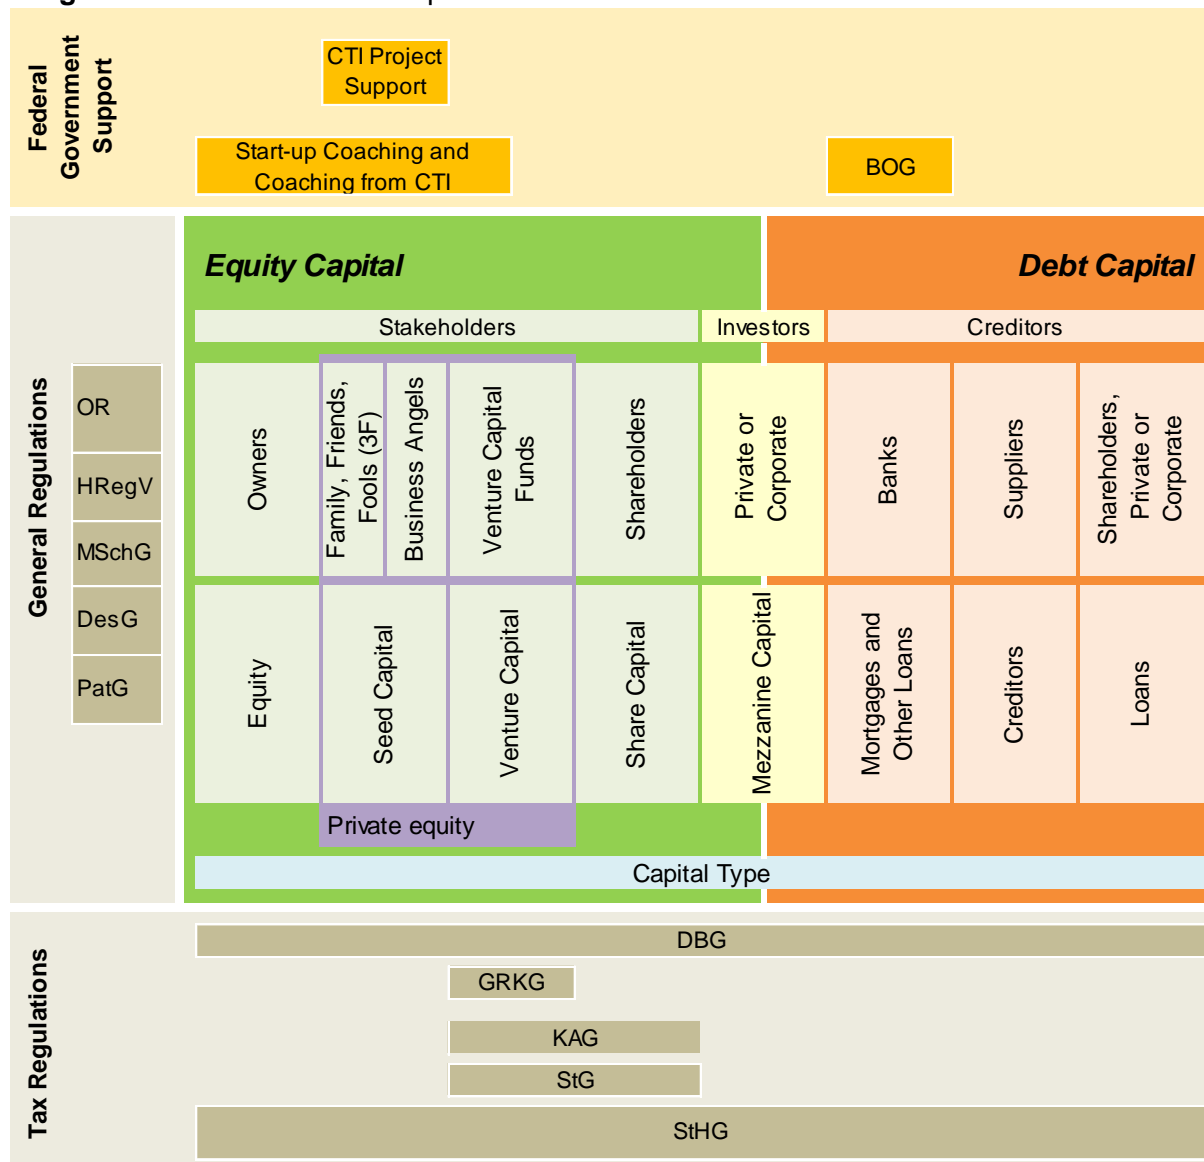 Federal
Government
Support
CTI Project
Support
Start-up Coaching and
Coaching from CTI
BOG
General Regulations
OR
HRegV
MSchG
DesG
PatG
Equity Capital
Debt Capital
Stakeholders
Investors
Creditors
Owners
Family, Friends,
Fools (3F)
Business Angels
Venture Capital
Funds
Shareholders
Private or
Corporate
Banks
Suppliers
Shareholders,
Private or
Corporate
Equity
Seed Capital
Venture Capital
Share Capital
Mezzanine Capital
Mortgages and
Other Loans
Creditors
Loans
Private equity
Capital Type
Tax Regulations
DBG
GRKG
KAG
StG
StHG